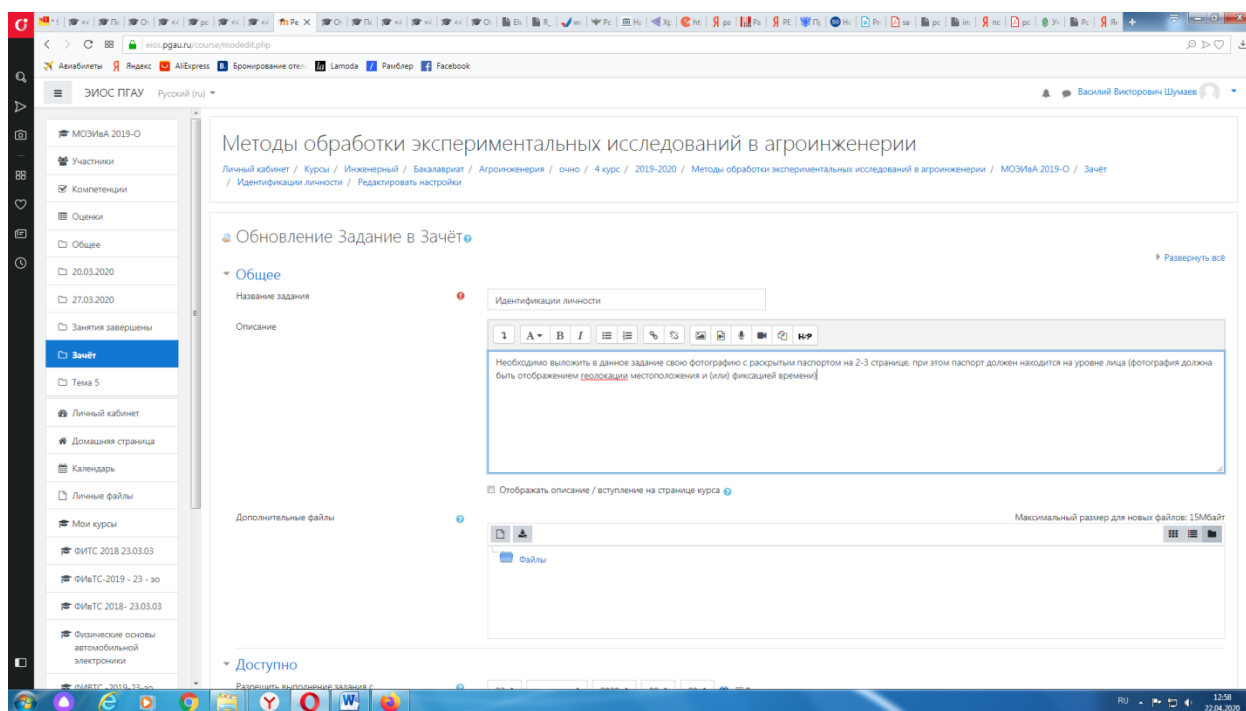 eios.pgau.ru/course/modedit.php
Авиабилеты Яндекс AliExpress Бронирование отел Lamoda Рамблер Facebook
ЭИОС ПГАУ Русский (ru)
Василий Викторович Шумаев
МОЭИвА 2019-О
Участники
Компетенции
Оценки
Общее
20.03.2020
27.03.2020
Занятия завершены
Зачёт
Тема 5
Личный кабинет
Домашняя страница
Календарь
Личные файлы
Мои курсы
ФИТС 2018 23.03.03
ФИвТС-2019 - 23 - зо
ФИвТС 2018- 23.03.03
Физические основы
автомобильной
электроники
Методы обработки экспериментальных исследований в агроинженерии
Личный кабинет / Курсы / Инженерный / Бакалавриат / Агроинженерия / очно / 4 курс / 2019-2020 / Методы обработки экспериментальных исследований в агроинженерии / МОЭИвА 2019-О / Зачёт
/ Идентификации личности / Редактировать настройки
Обновление Задание в Зачёт
Развернуть всё
Общее
Название задания
Идентификации личности
Описание
Необходимо выложить в данное задание свою фотографию с раскрытым паспортом на 2-3 странице, при этом паспорт должен находится на уровне лица (фотография должна
быть отображением геолокации местоположения и (или) фиксацией времени)
Отображать описание / вступление на странице курса
Дополнительные файлы
Максимальный размер для новых файлов: 15Мбайт
Файлы
Доступно
Разрешить выполнение задания с
RU
12:58
22.04.2020